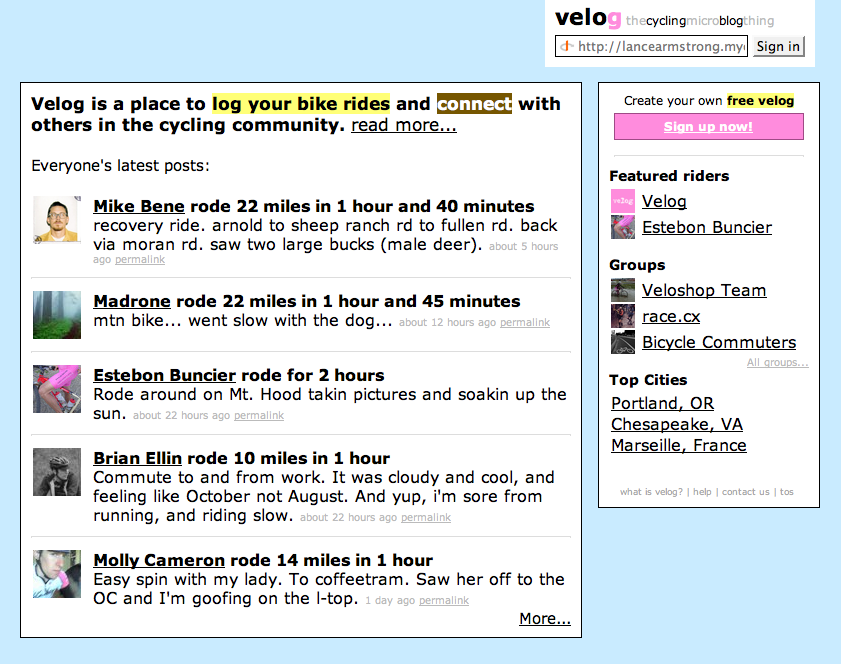 velog thecyclingmicroblogthing
http://lancearmstrong.myo Sign in
Velog is a place to log your bike rides and connect with
others in the cycling community. read more...
Everyone's latest posts:
Mike Bene rode 22 miles in 1 hour and 40 minutes
recovery ride. arnold to sheep ranch rd to fullen rd. back
via moran rd. saw two large bucks (male deer). about 5 hours
ago permalink
Madrone rode 22 miles in 1 hour and 45 minutes
mtn bike... went slow with the dog... about 12 hours ago permalink
Estebon Buncier rode for 2 hours
Rode around on Mt. Hood takin pictures and soakin up the
sun. about 22 hours ago permalink
Brian Ellin rode 10 miles in 1 hour
Commute to and from work. It was cloudy and cool, and
feeling like October not August. And yup, i'm sore from
running, and riding slow. about 22 hours ago permalink
Molly Cameron rode 14 miles in 1 hour
Easy spin with my lady. To coffeetram. Saw her off to the
OC and I'm goofing on the l-top. 1 day ago permalink
More...
Create your own free velog
Sign up now!
Featured riders
velog
Velog
Estebon Buncier
Groups
Veloshop Team
race.cx
Bicycle Commuters
All groups...
Top Cities
Portland, OR
Chesapeake, VA
Marseille, France
what is velog? | help | contact us | tos